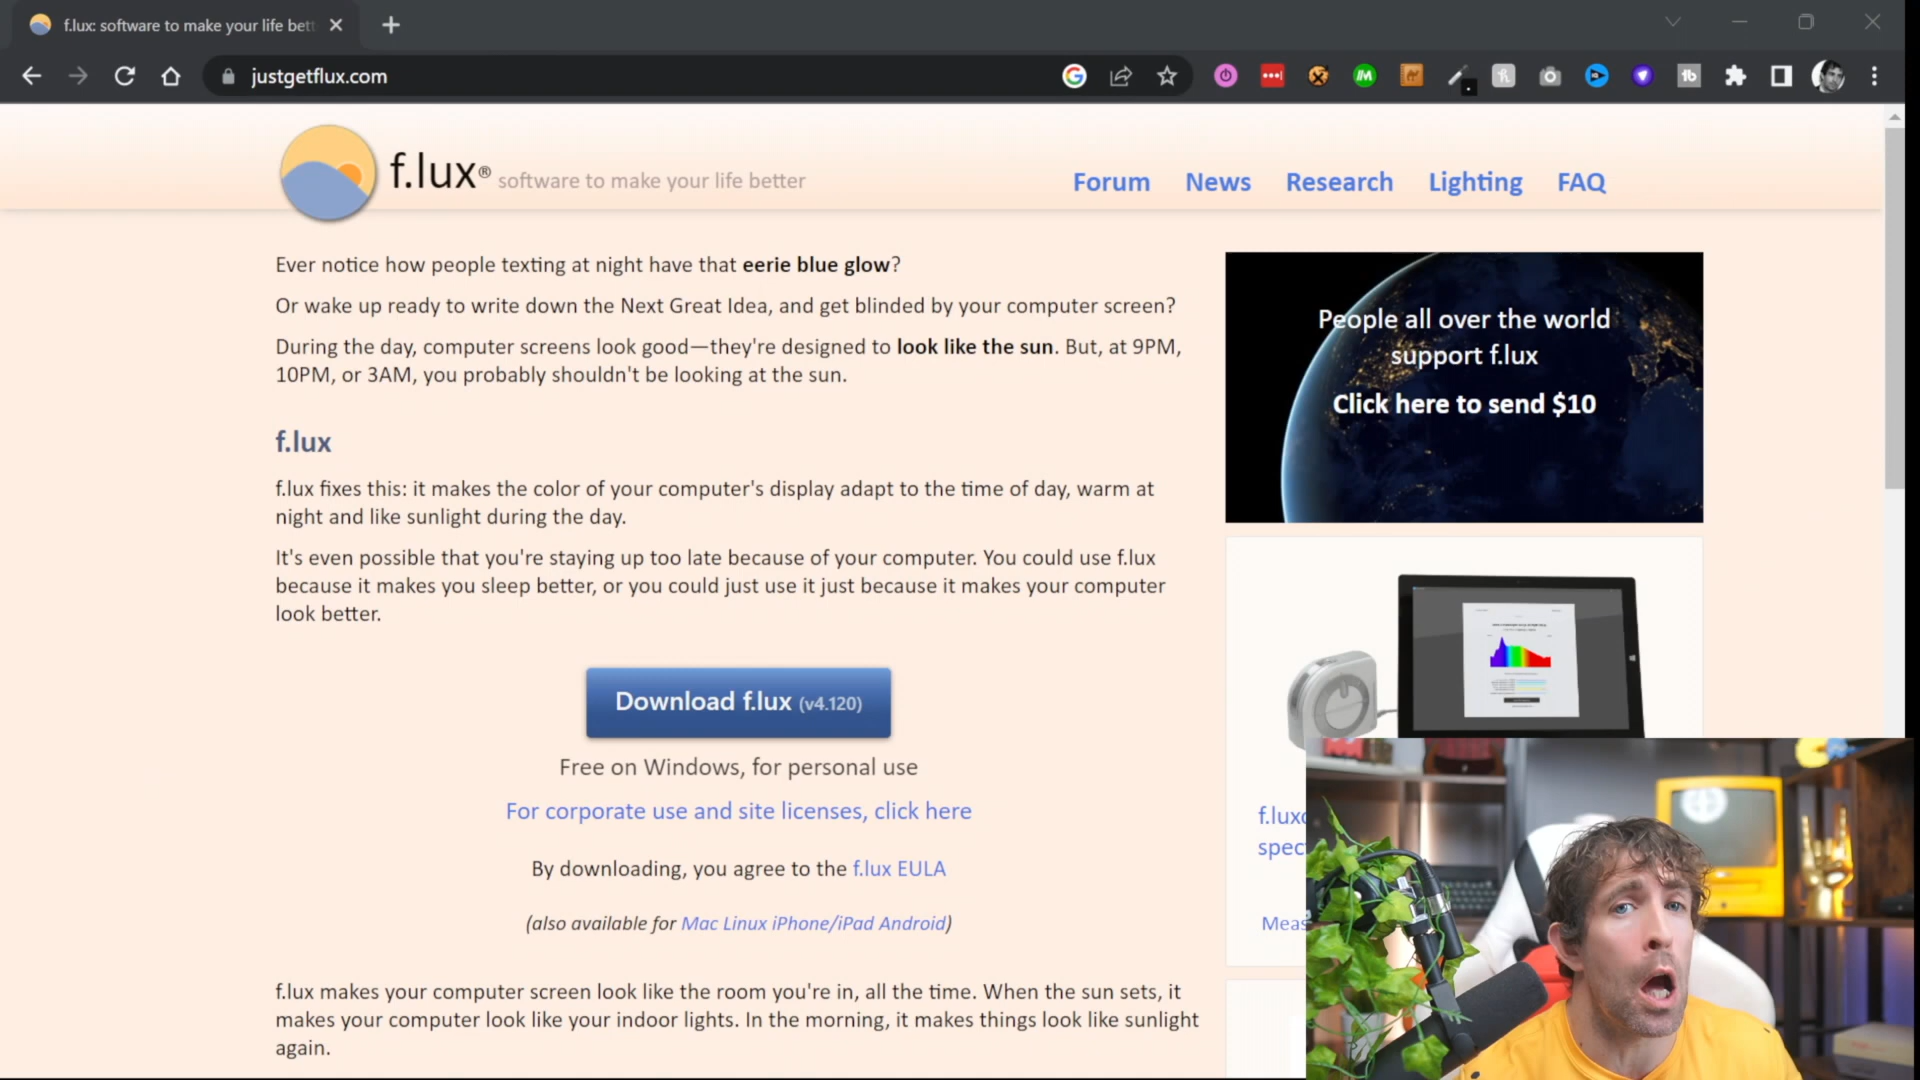 f.lux: software to make your life bett
justgetflux.com
f.lux® software to make your life better
Forum News Research Lighting FAQ
Ever notice how people texting at night have that eerie blue glow?
Or wake up ready to write down the Next Great Idea, and get blinded by your computer screen?
During the day, computer screens look good—they're designed to look like the sun. But, at 9PM,
10PM, or 3AM, you probably shouldn't be looking at the sun.
f.lux
f.lux fixes this: it makes the color of your computer's display adapt to the time of day, warm at
night and like sunlight during the day.
It's even possible that you're staying up too late because of your computer. You could use f.lux
because it makes you sleep better, or you could just use it just because it makes your computer
look better.
Download f.lux (v4.120)
Free on Windows, for personal use
For corporate use and site licenses, click here
By downloading, you agree to the f.lux EULA
(also available for Mac Linux iPhone/iPad Android)
f.lux makes your computer screen look like the room you're in, all the time. When the sun sets, it
makes your computer look like your indoor lights. In the morning, it makes things look like sunlight
again.
People all over the world
support f.lux
Click here to send $10
f.lux
spec
Meas